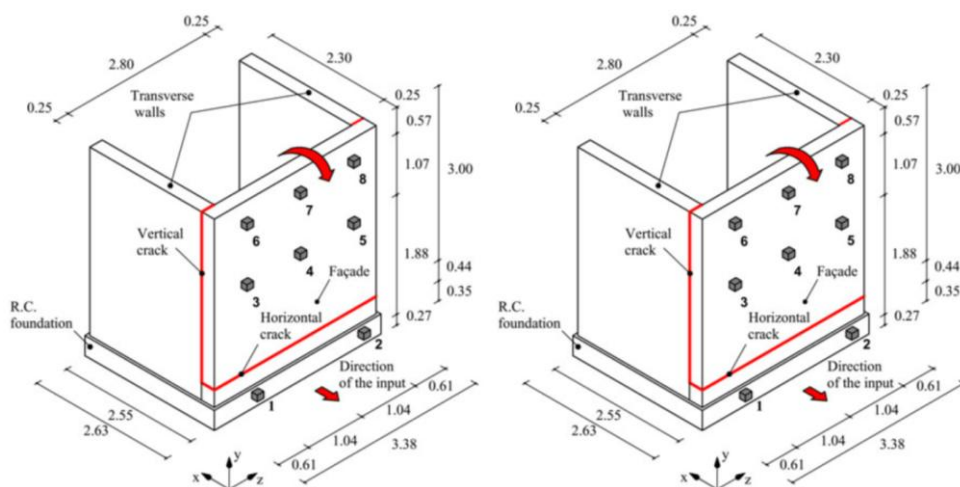 0.25
2.80
2.30
0.25
0.25
Transverse
walls
0.57
1.07
3.00
8
7
6
5
Vertical
crack
4
1.88
0.44
Façade
3
0.35
R.C.
foundation
Horizontal
crack
0.27
2
Direction
of the input
1
0.61
2.55
1.04
2.63
1.04
3.38
0.61
y
x
z
0.25
2.80
2.30
0.25
0.25
Transverse
walls
0.57
1.07
3.00
8
7
6
5
Vertical
crack
4
1.88
0.44
Façade
3
0.35
R.C.
foundation
Horizontal
crack
0.27
2
Direction
of the input
1
0.61
2.55
1.04
2.63
1.04
3.38
0.61
y
x
z